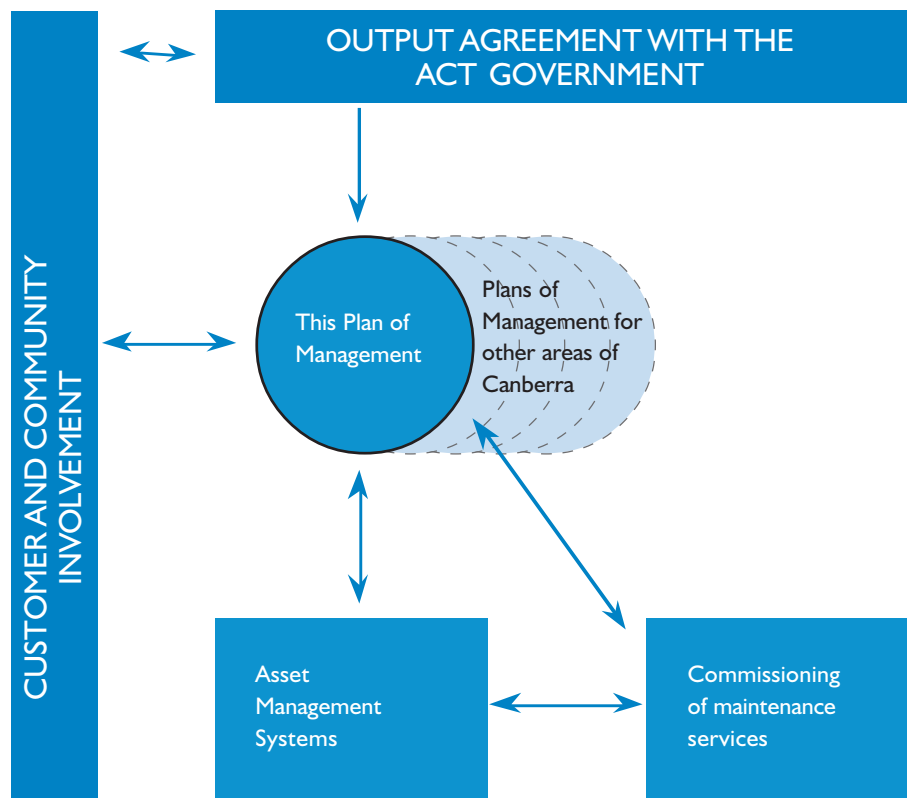 OUTPUT AGREEMENT WITH THE
ACT GOVERNMENT
CUSTOMER AND COMMUNITY
INVOLVEMENT
This Plan of
Management
Plans of
Management for
other areas of
Canberra
Asset
Management
Systems
Commissioning
of maintenance
services